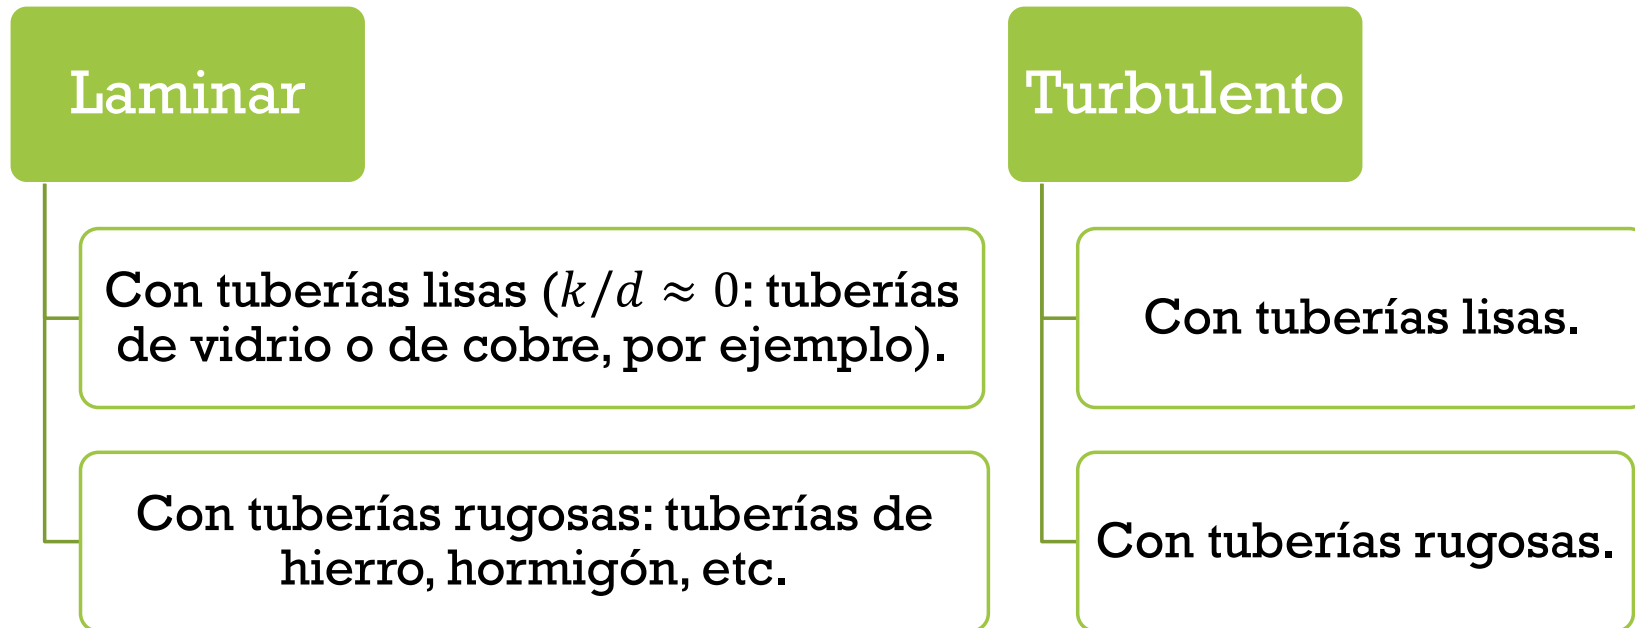 Laminar
Con tuberías lisas (k/d ≈ 0: tuberías
de vidrio o de cobre, por ejemplo).
Con tuberías rugosas: tuberías de
hierro, hormigón, etc.
Turbulento
Con tuberías lisas.
Con tuberías rugosas.